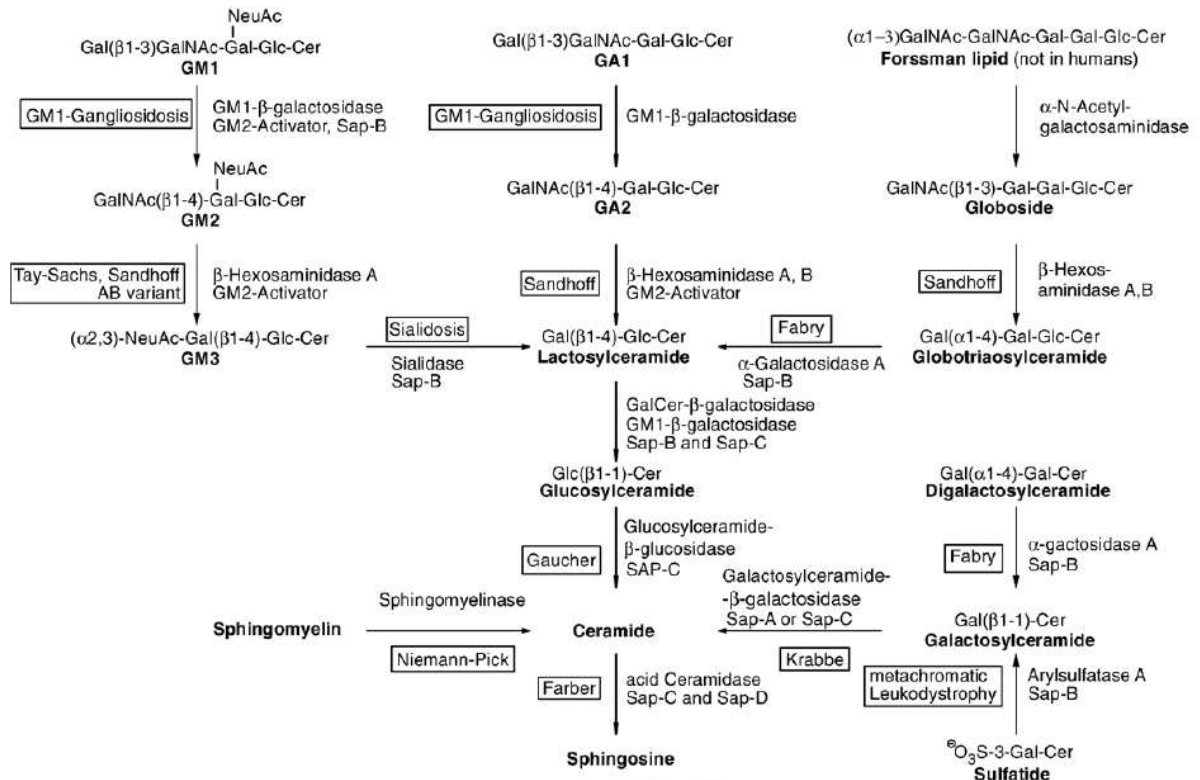 NeuAc
Gal(β1-3)GalNAc-Gal-Glc-Cer
GM1
GM1-Gangliosidosis
GM1-β-galactosidase
GM2-Activator, Sap-B
NeuAc
GalNAc(β1-4)-Gal-Glc-Cer
GM2
Tay-Sachs, Sandhoff
AB variant
β-Hexosaminidase A
GM2-Activator
(α2,3)-NeuAc-Gal(β1-4)-Glc-Cer
GM3
Sialidosis
Sialidase
Sap-B
Gal(β1-3)GalNAc-Gal-Glc-Cer
GA1
GM1-Gangliosidosis
GM1-β-galactosidase
GalNAc(β1-4)-Gal-Glc-Cer
GA2
Sandhoff
β-Hexosaminidase A, B
GM2-Activator
Gal(β1-4)-Glc-Cer
Lactosylceramide
(α1-3)GalNAc-GalNAc-Gal-Gal-Glc-Cer
Forssman lipid (not in humans)
α-N-Acetyl-
galactosaminidase
GalNAc(β1-3)-Gal-Gal-Glc-Cer
Globoside
Sandhoff
β-Hexos-
aminidase A,B
Gal(α1-4)-Gal-Glc-Cer
Globotriaosylceramide
Fabry
α-Galactosidase A
Sap-B
GalCer-β-galactosidase
GM1-β-galactosidase
Sap-B and Sap-C
Glc(β1-1)-Cer
Glucosylceramide
Gaucher
Glucosylceramide-
β-glucosidase
SAP-C
Gal(α1-4)-Gal-Cer
Digalactosylceramide
Fabry
α-gactosidase A
Sap-B
Sphingomyelin
Sphingomyelinase
Niemann-Pick
Ceramide
Galactosylceramide-
-β-galactosidase
Sap-A or Sap-C
Krabbe
Gal(β1-1)-Cer
Galactosylceramide
Farber
acid Ceramidase
Sap-C and Sap-D
Sphingosine
metachromatic
Leukodystrophy
Arylsulfatase A
Sap-B
⊖O3S-3-Gal-Cer
Sulfatide